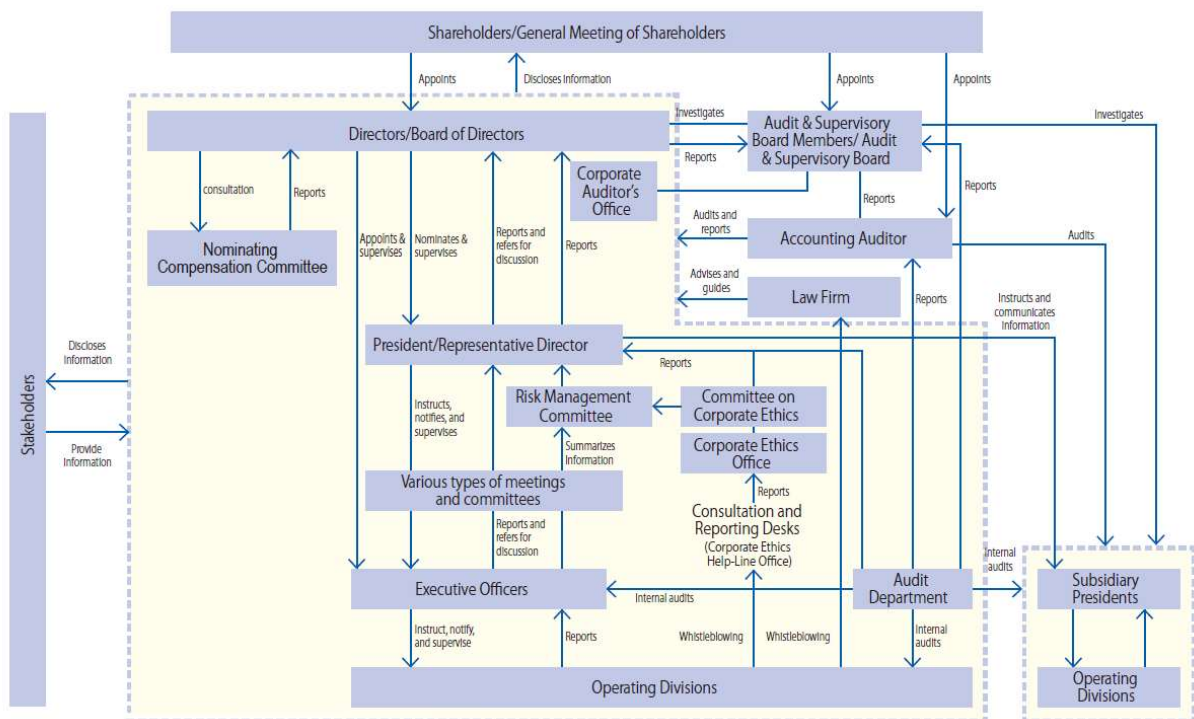 Shareholders/General Meeting of Shareholders
Appoints
Discloses information
Appoints
Appoints
Directors/Board of Directors
Investigates
Reports
Audit & Supervisory
Board Members/ Audit
& Supervisory Board
Investigates
consultation
Reports
Corporate
Auditor's
Office
Reports
Reports
Nominating
Compensation Committee
Appoints &
supervises
Nominates &
supervises
Reports and
refers for
discussion
Reports
Audits and
reports
Accounting Auditor
Audits
Advises and
guides
Law Firm
Reports
Instructs and
communicates
information
President/Representative Director
Reports
Stakeholders
Discloses
Information
Provide
Information
Instructs,
notifies, and
supervises
Risk Management
Committee
Committee on
Corporate Ethics
Summarizes
Information
Corporate Ethics
Office
Various types of meetings
and committees
Reports
Consultation and
Reporting Desks
(Corporate Ethics
Help-Line Office)
Reports and
refers for
discussion
Executive Officers
Internal audits
Audit
Department
Internal
audits
Subsidiary
Presidents
Instruct, notify,
and supervise
Reports
Whistleblowing
Whistleblowing
Internal
audits
Operating Divisions
Operating
Divisions